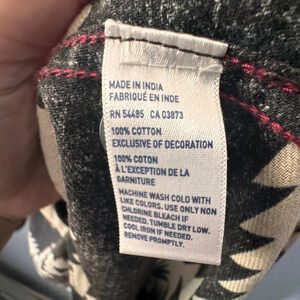 MADE IN INDIA
FABRIQUÉ EN INDE
RN 54485 CA 03873
100% COTTON
EXCLUSIVE OF DECORATION
100% COTON
À L'EXCEPTION DE LA
GARNITURE
MACHINE WASH COLD WITH
LIKE COLORS. USE ONLY NON
CHLORINE BLEACH IF
NEEDED. TUMBLE DRY LOW.
COOL IRON IF NEEDED.
REMOVE PROMPTLY.